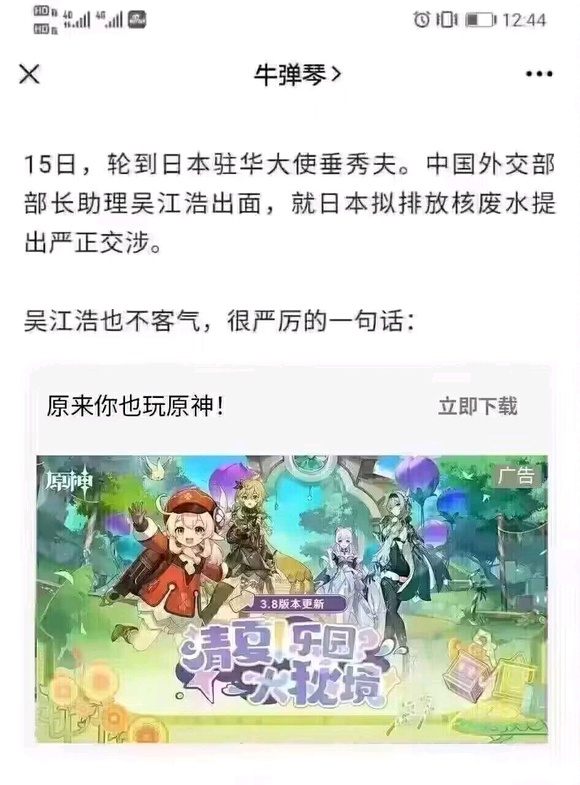 12:44
牛弹琴>
15日，轮到日本驻华大使垂秀夫。中国外交部
部长助理吴江浩出面，就日本拟排放核废水提
出严正交涉。
吴江浩也不客气，很严厉的一句话：
原来你也玩原神！
立即下载
原神
广告
3.8版本更新
清夏！乐园？
大秘境